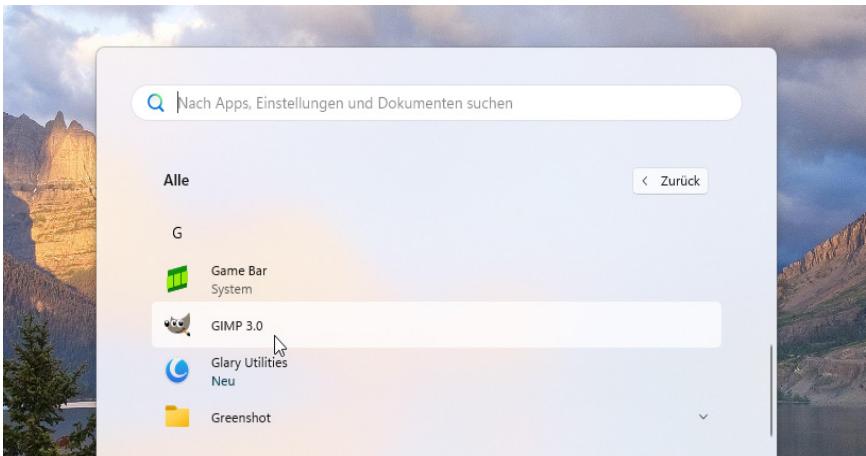 Nach Apps, Einstellungen und Dokumenten suchen
Alle
Zurück
G
Game Bar
System
GIMP 3.0
Glary Utilities
Neu
Greenshot